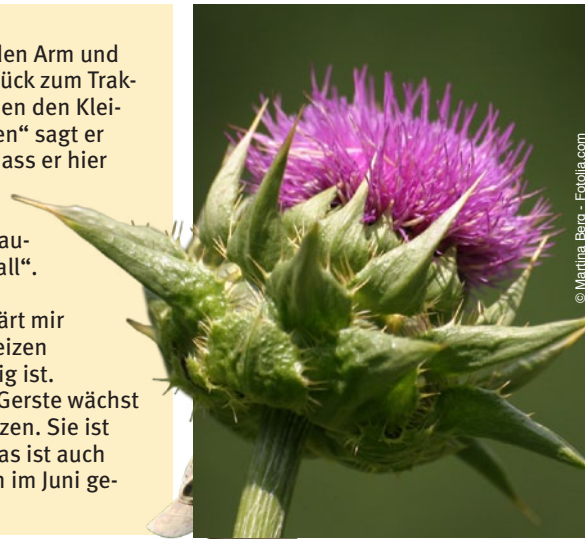 den Arm und
rück zum Trak-
en den Klei-
en“ sagt er
ass er hier
au-
all“.
ärt mir
eizen
ig ist.
Gerste wächst
zen. Sie ist
as ist auch
n im Juni ge-
© Martina Berg - Fotolia.com